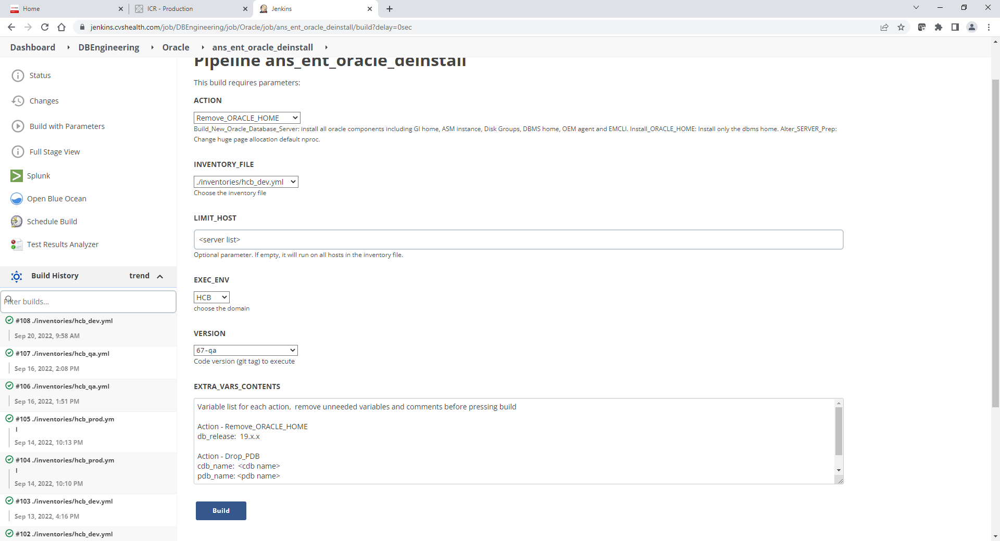 Home
ICR - Production
Jenkins
jenkins.cvshealth.com/job/DBEngineering/job/Oracle/job/ans_ent_oracle_deinstall/build?delay=0sec
Dashboard
DBEngineering
Oracle
ans_ent_oracle_deinstall
Pipeline ans_ent_oracle_deinstall
This build requires parameters:
ACTION
Remove_ORACLE_HOME
Build_New_Oracle_Database_Server: install all oracle components including GI home, ASM instance, Disk Groups, DBMS home, OEM agent and EMCLI. Install_ORACLE_HOME: Install only the dbms home. Alter_SERVER_Prep:
Change huge page allocation default nproc.
INVENTORY_FILE
./inventories/hcb_dev.yml
Choose the inventory file
LIMIT_HOST
<server list>
Optional parameter. If empty, it will run on all hosts in the inventory file.
EXEC_ENV
HCB
choose the domain
VERSION
67-qa
Code version (git tag) to execute
EXTRA_VARS_CONTENTS
Variable list for each action,  remove unneeded variables and comments before pressing build
Action - Remove_ORACLE_HOME
db_release:  19.x.x
Action - Drop_PDB
cdb_name:  <cdb name>
pdb_name: <pdb name>
Build
Status
Changes
Build with Parameters
Full Stage View
Splunk
Open Blue Ocean
Schedule Build
Test Results Analyzer
Build History
trend
Filter builds...
#108 ./inventories/hcb_dev.yml
Sep 20, 2022, 9:58 AM
#107 ./inventories/hcb_qa.yml
Sep 16, 2022, 2:08 PM
#106 ./inventories/hcb_qa.yml
Sep 16, 2022, 1:51 PM
#105 ./inventories/hcb_prod.ym
l
Sep 14, 2022, 10:13 PM
#104 ./inventories/hcb_prod.ym
l
Sep 14, 2022, 10:10 PM
#103 ./inventories/hcb_dev.yml
Sep 13, 2022, 4:16 PM
#102 ./inventories/hcb_dev.yml